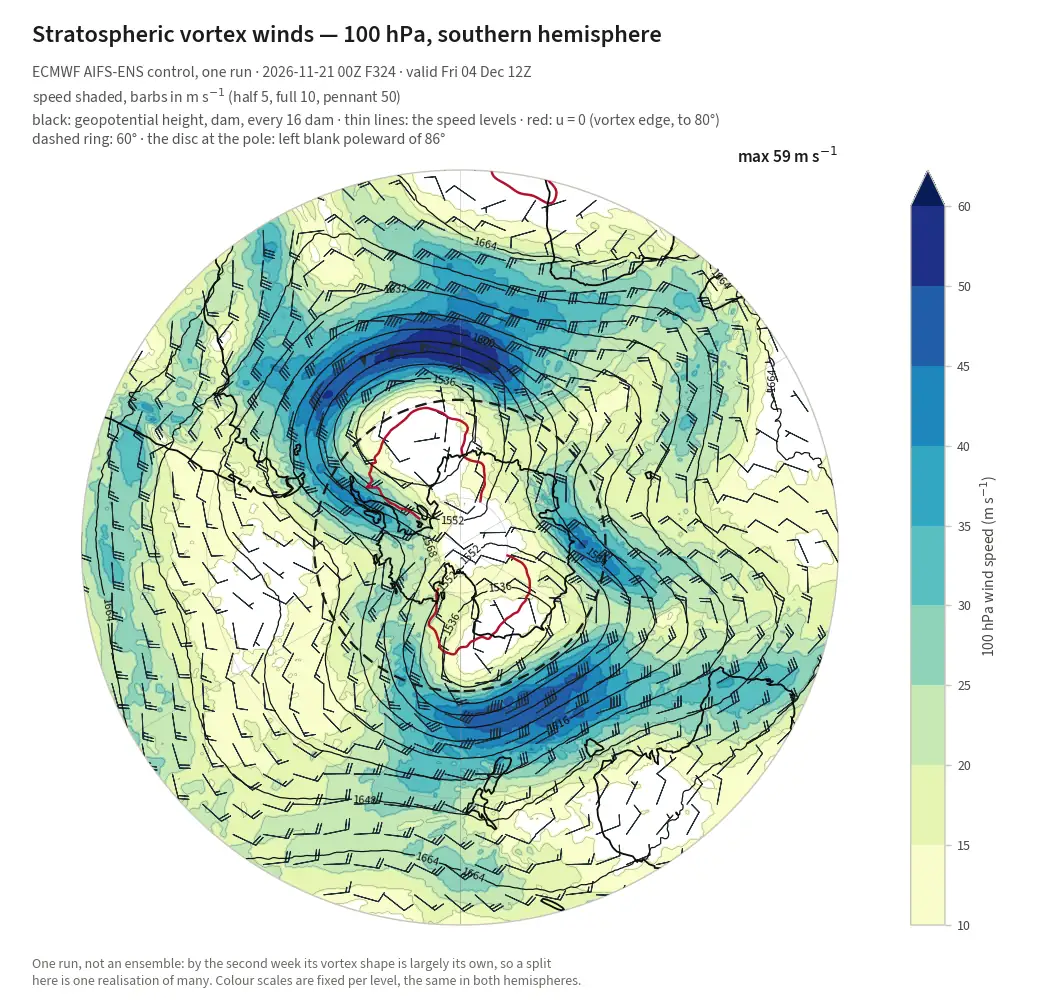 Stratospheric vortex winds — 100 hPa, southern hemisphere
ECMWF AIFS-ENS control, one run · 2026-11-21 00Z F324 · valid Fri 04 Dec 12Z
speed shaded, barbs in m s⁻¹ (half 5, full 10, pennant 50)
black: geopotential height, dam, every 16 dam · thin lines: the speed levels · red: u = 0 (vortex edge, to 80°)
dashed ring: 60° · the disc at the pole: left blank poleward of 86°
max 59 m s⁻¹
1664
1664
1632
1600
1536
1664
1552
1568
1552
1536
1536
1616
1648
1664
1664
60
50
45
40
35
30
25
20
15
10
100 hPa wind speed (m s⁻¹)
One run, not an ensemble: by the second week its vortex shape is largely its own, so a split
here is one realisation of many. Colour scales are fixed per level, the same in both hemispheres.